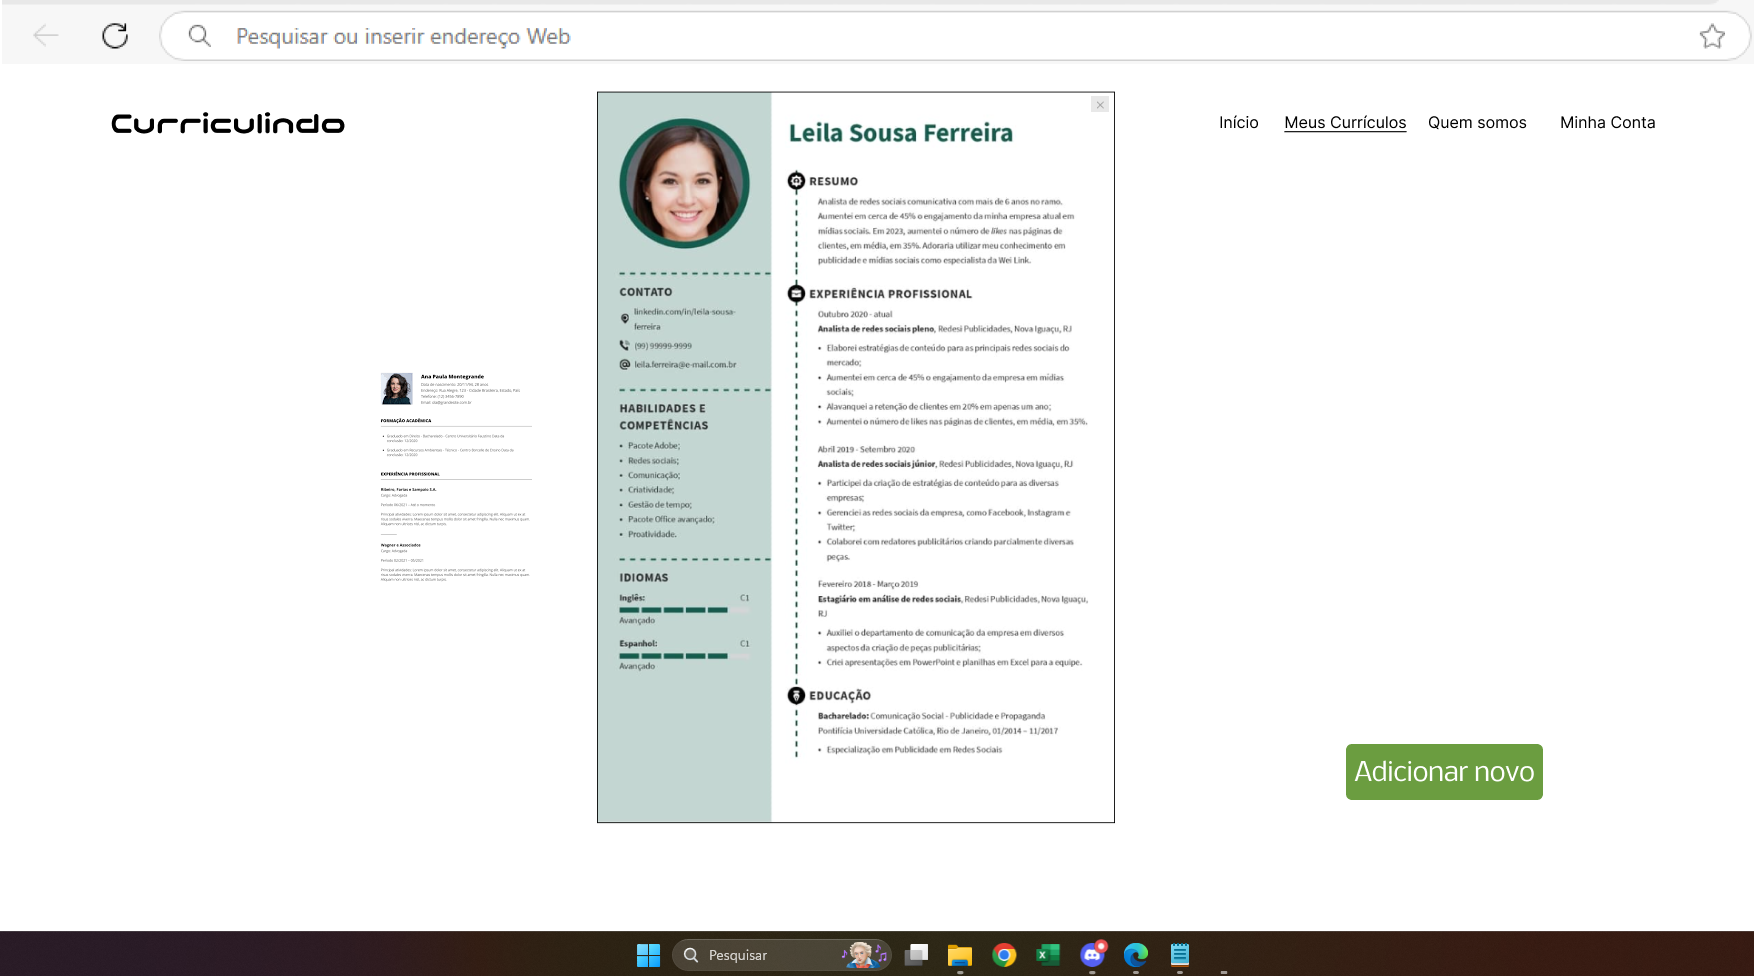 Pesquisar ou inserir endereço Web
Curriculindo
Início Meus Currículos Quem somos Minha Conta
Ana Paula Montegrande
FORMAÇÃO ACADÊMICA
EXPERIÊNCIA PROFISSIONAL
Ribeiro, Farias e Sampaio S.A.
Cargo: Advogada
Wagner e Associados
Cargo: Advogada
CONTATO
linkedin.com/in/leila-sousa-
ferreira
(99) 99999-9999
leila.ferreira@e-mail.com.br
HABILIDADES E
COMPETÊNCIAS
• Pacote Adobe;
• Redes sociais;
• Comunicação;
• Criatividade;
• Gestão de tempo;
• Pacote Office avançado;
• Proatividade.
IDIOMAS
Inglês: C1
Avançado
Espanhol: C1
Avançado
Leila Sousa Ferreira
RESUMO
Analista de redes sociais comunicativa com mais de 6 anos no ramo.
Aumentei em cerca de 45% o engajamento da minha empresa atual em
mídias sociais. Em 2023, aumentei o número de likes nas páginas de
clientes, em média, em 35%. Adoraria utilizar meu conhecimento em
publicidade e mídias sociais como especialista da Wei Link.
EXPERIÊNCIA PROFISSIONAL
Outubro 2020 - atual
Analista de redes sociais pleno, Redesi Publicidades, Nova Iguaçu, RJ
• Elaborei estratégias de conteúdo para as principais redes sociais do
mercado;
• Aumentei em cerca de 45% o engajamento da empresa em mídias
sociais;
• Alavanquei a retenção de clientes em 20% em apenas um ano;
• Aumentei o número de likes nas páginas de clientes, em média, em 35%.
Abril 2019 - Setembro 2020
Analista de redes sociais júnior, Redesi Publicidades, Nova Iguaçu, RJ
• Participei da criação de estratégias de conteúdo para as diversas
empresas;
• Gerenciei as redes sociais da empresa, como Facebook, Instagram e
Twitter;
• Colaborei com redatores publicitários criando parcialmente diversas
peças.
Fevereiro 2018 - Março 2019
Estagiário em análise de redes sociais, Redesi Publicidades, Nova Iguaçu,
RJ
• Auxiliei o departamento de comunicação da empresa em diversos
aspectos da criação de peças publicitárias;
• Criei apresentações em PowerPoint e planilhas em Excel para a equipe.
EDUCAÇÃO
Bacharelado: Comunicação Social - Publicidade e Propaganda
Pontifícia Universidade Católica, Rio de Janeiro, 01/2014 – 11/2017
• Especialização em Publicidade em Redes Sociais
Adicionar novo
Pesquisar